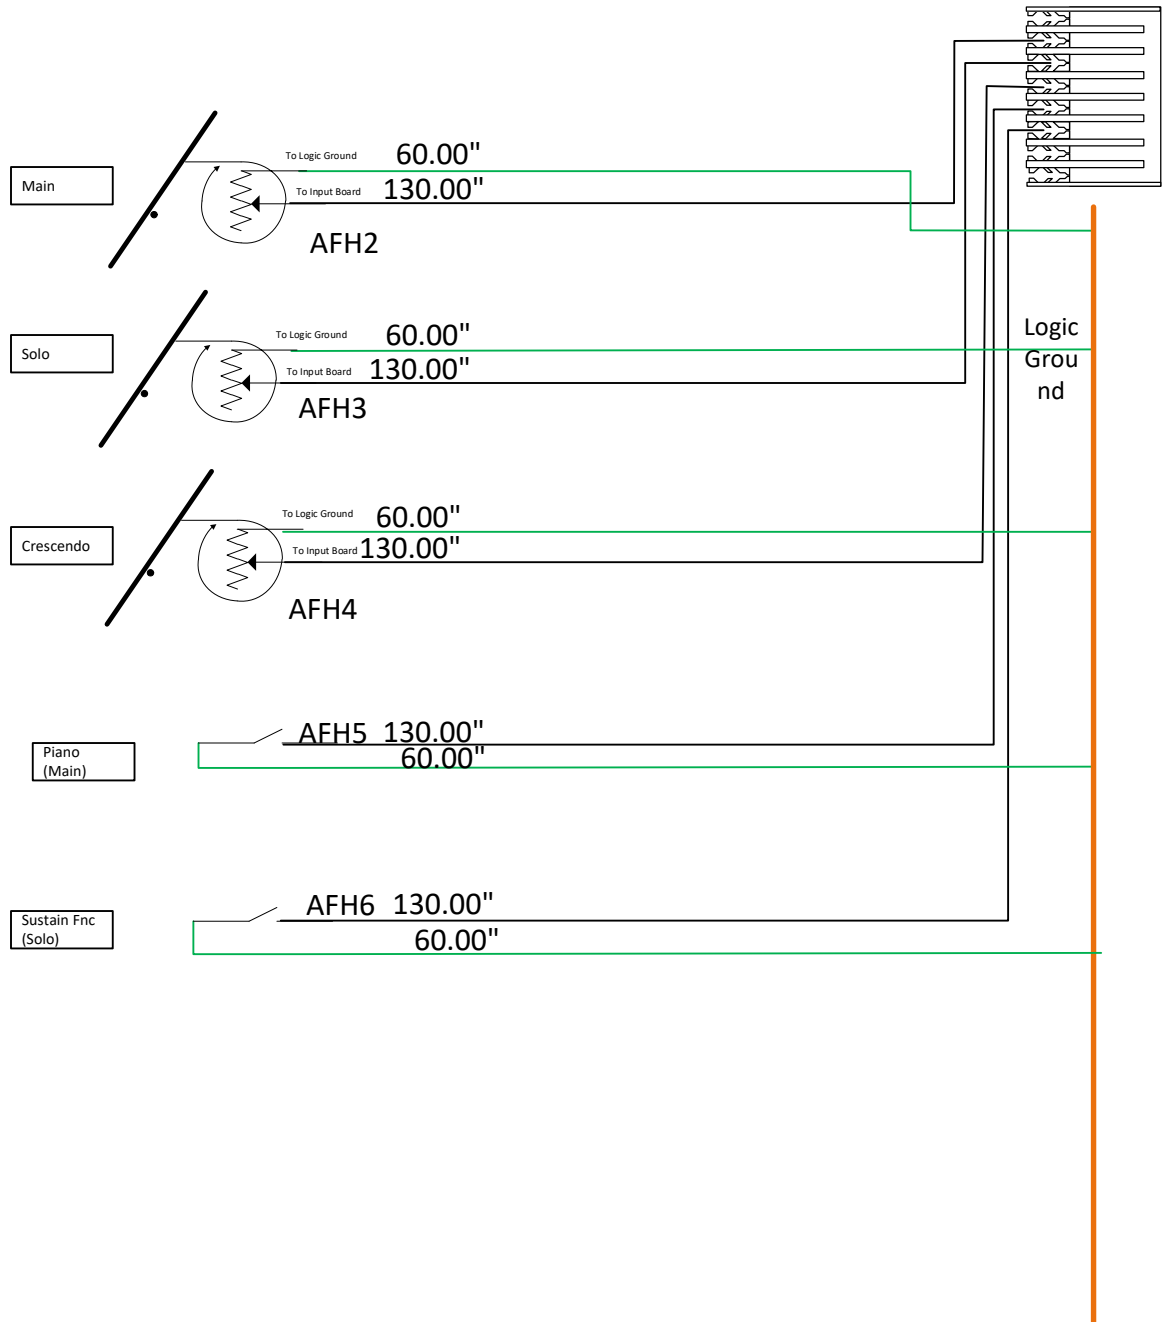 To Logic Ground 60.00"
Main
To Input Board 130.00"
AFH2
To Logic Ground 60.00"
Solo
To Input Board 130.00"
AFH3
Logic
Grou
nd
To Logic Ground 60.00"
Crescendo
To Input Board 130.00"
AFH4
AFH5 130.00"
Piano
(Main)
60.00"
AFH6 130.00"
Sustain Fnc
(Solo)
60.00"